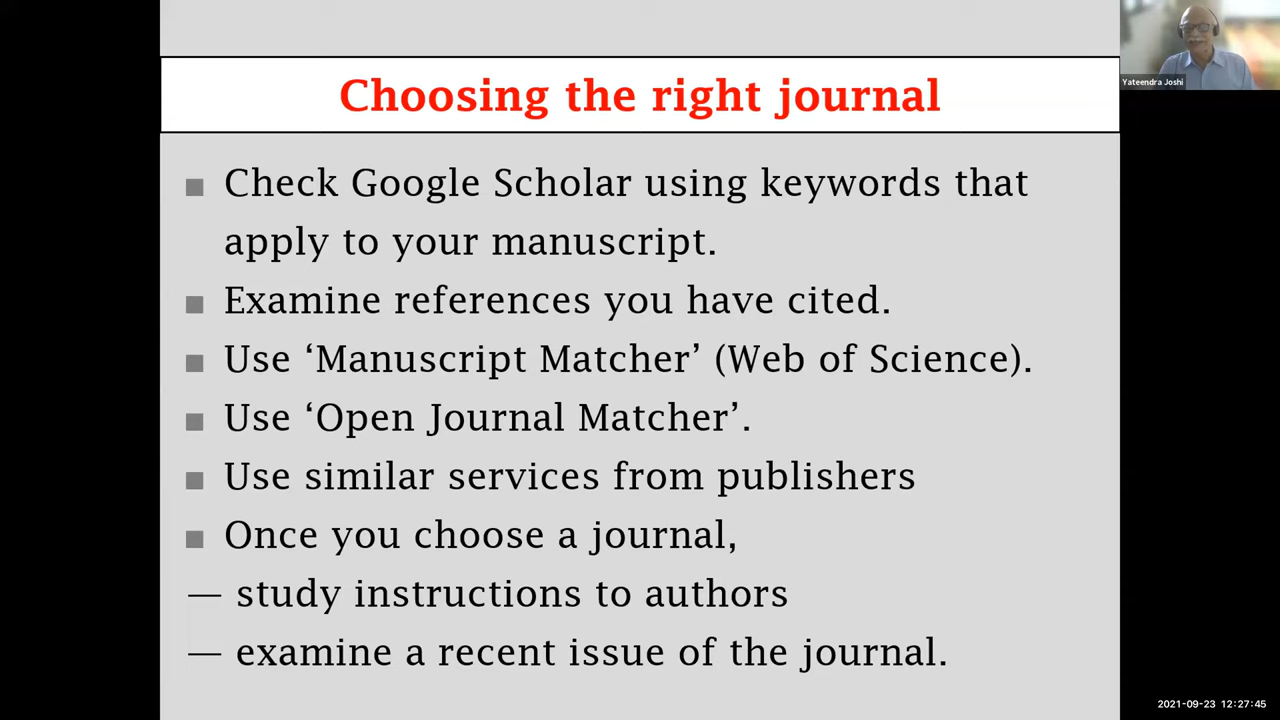 Choosing the right journal
Yateendra Joshi
■ Check Google Scholar using keywords that
apply to your manuscript.
■ Examine references you have cited.
■ Use ‘Manuscript Matcher’ (Web of Science).
■ Use ‘Open Journal Matcher’.
■ Use similar services from publishers
■ Once you choose a journal,
— study instructions to authors
— examine a recent issue of the journal.
2021-09-23 12:27:45